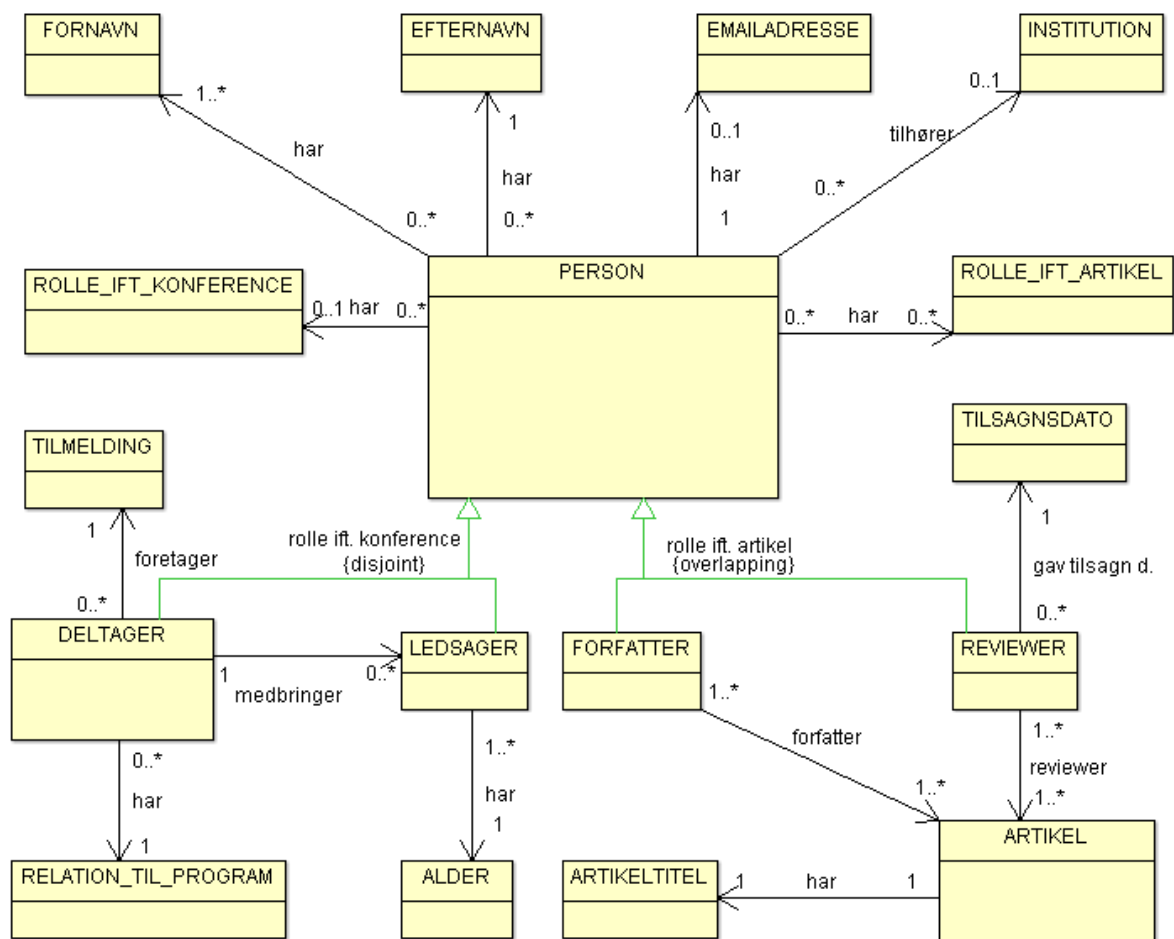 FORNAVN
EFTERNAVN
EMAILADRESSE
INSTITUTION
1..*
1
0..1
0..1
har
har
har
tilhører
0..*
0..*
1
0..*
PERSON
ROLLE_IFT_KONFERENCE
0..1 har 0..*
ROLLE_IFT_ARTIKEL
0..* har 0..*
TILMELDING
TILSAGNSDATO
1
foretager
0..*
rolle ift. konference
{disjoint}
rolle ift. artikel
{overlapping}
1
gav tilsagn d.
0..*
DELTAGER
LEDSAGER
FORFATTER
REVIEWER
1 medbringer 0..*
0..*
har
1
1..*
har
1
1..*
forfatter
1..*
1..*
reviewer
1..*
RELATION_TIL_PROGRAM
ALDER
ARTIKELTITEL
1 har 1
ARTIKEL